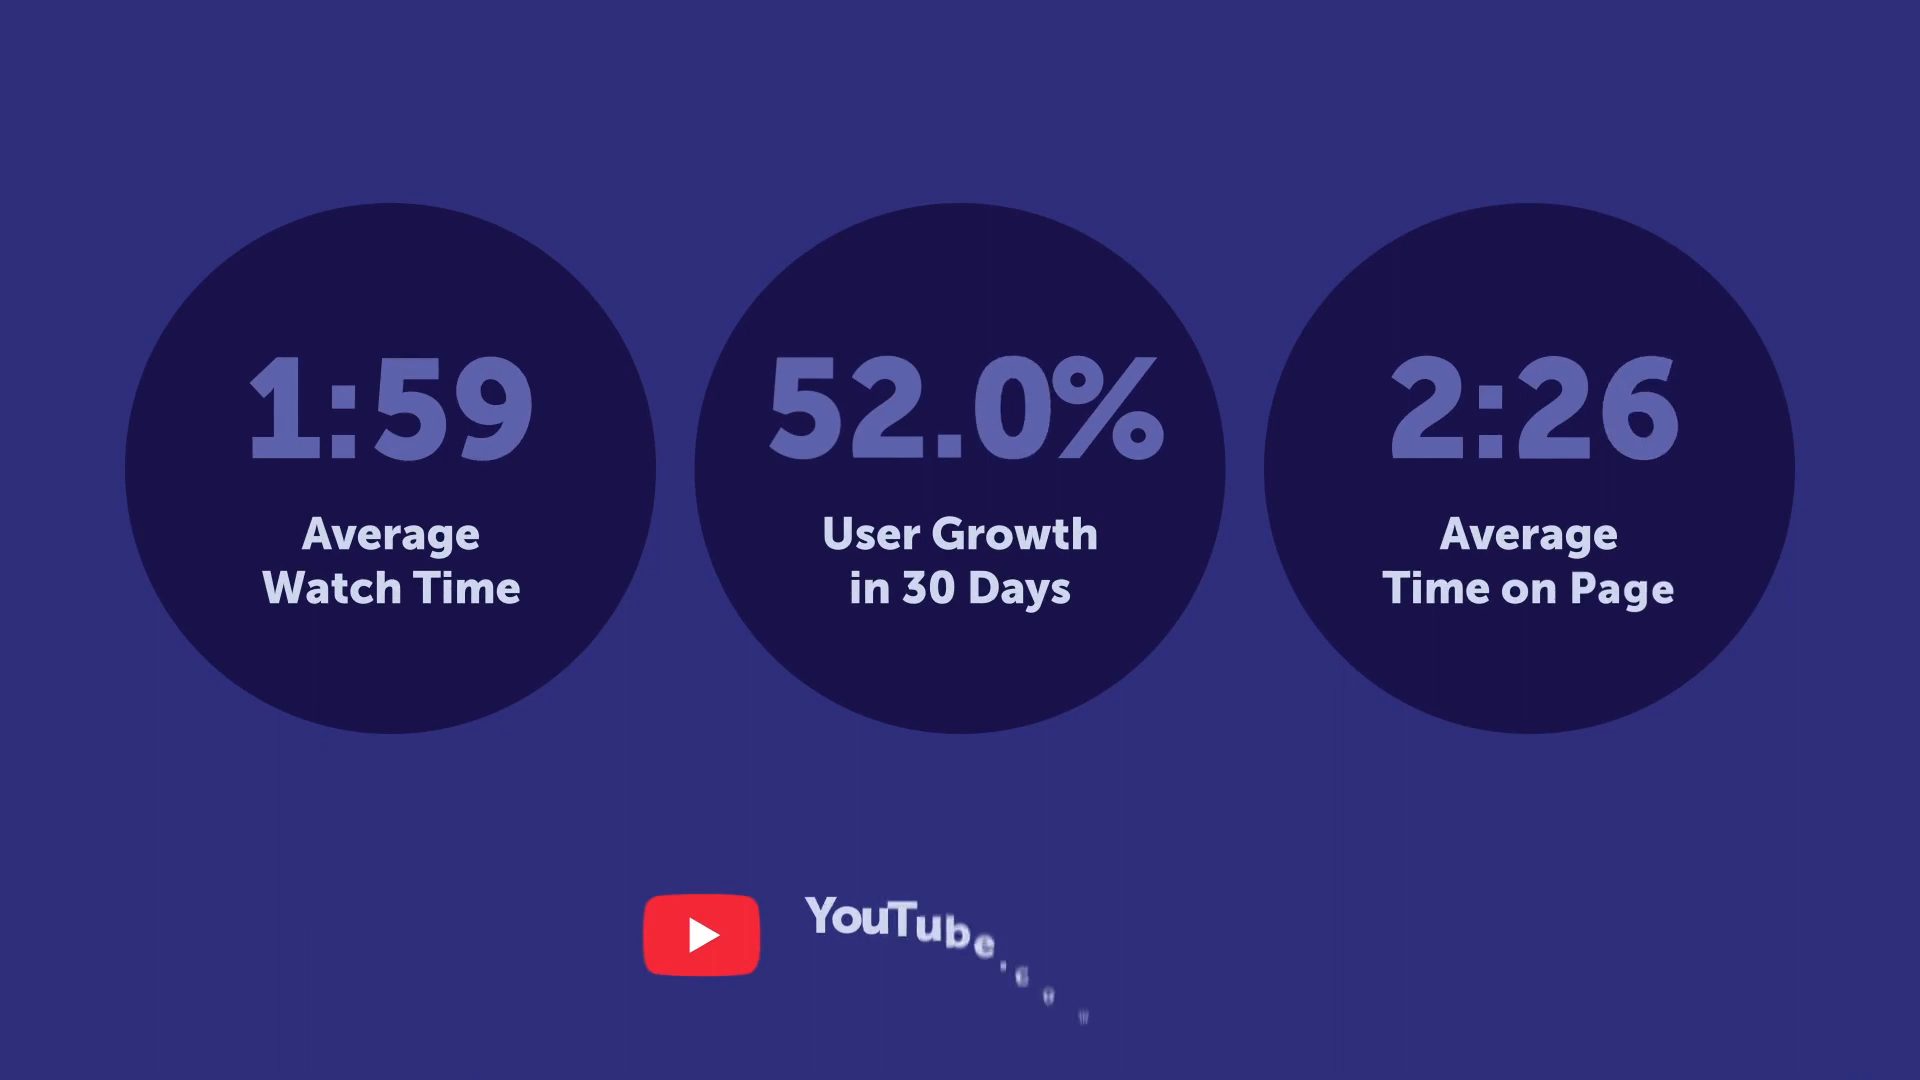 1:59
Average
Watch Time
52.0%
User Growth
in 30 Days
2:26
Average
Time on Page
YouTube.